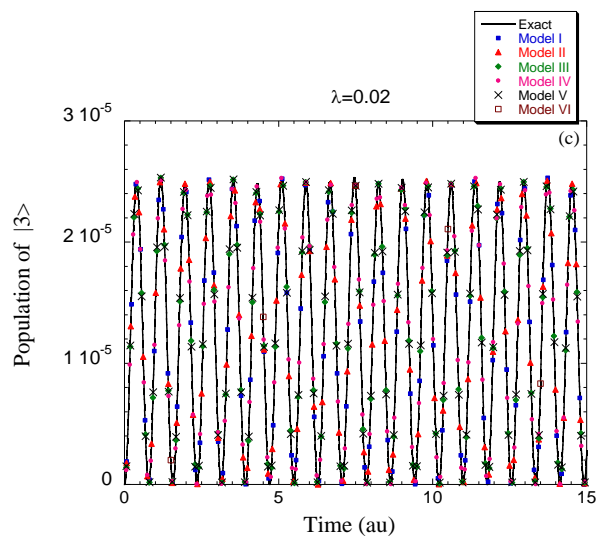 Exact
Model I
Model II
Model III
Model IV
Model V
Model VI
λ=0.02
(c)
3 10⁻⁵
2 10⁻⁵
1 10⁻⁵
0
Population of |3>
0 5 10 15
Time (au)